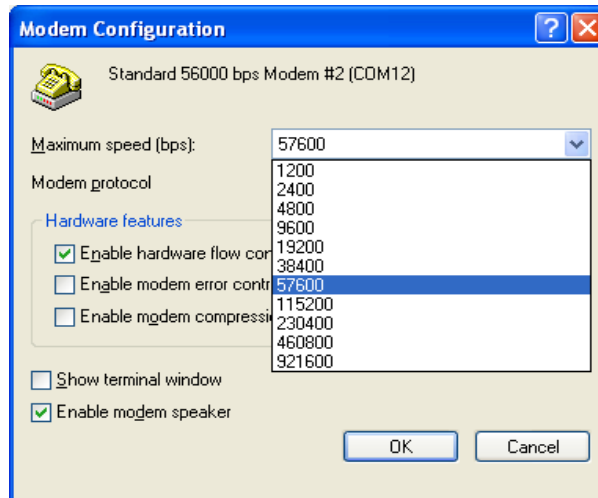 Modem Configuration
Standard 56000 bps Modem #2 (COM12)
Maximum speed (bps):
57600
Modem protocol
1200
2400
4800
9600
19200
38400
57600
115200
230400
460800
921600
Hardware features
Enable hardware flow con
Enable modem error contr
Enable modem compressi
Show terminal window
Enable modem speaker
OK
Cancel